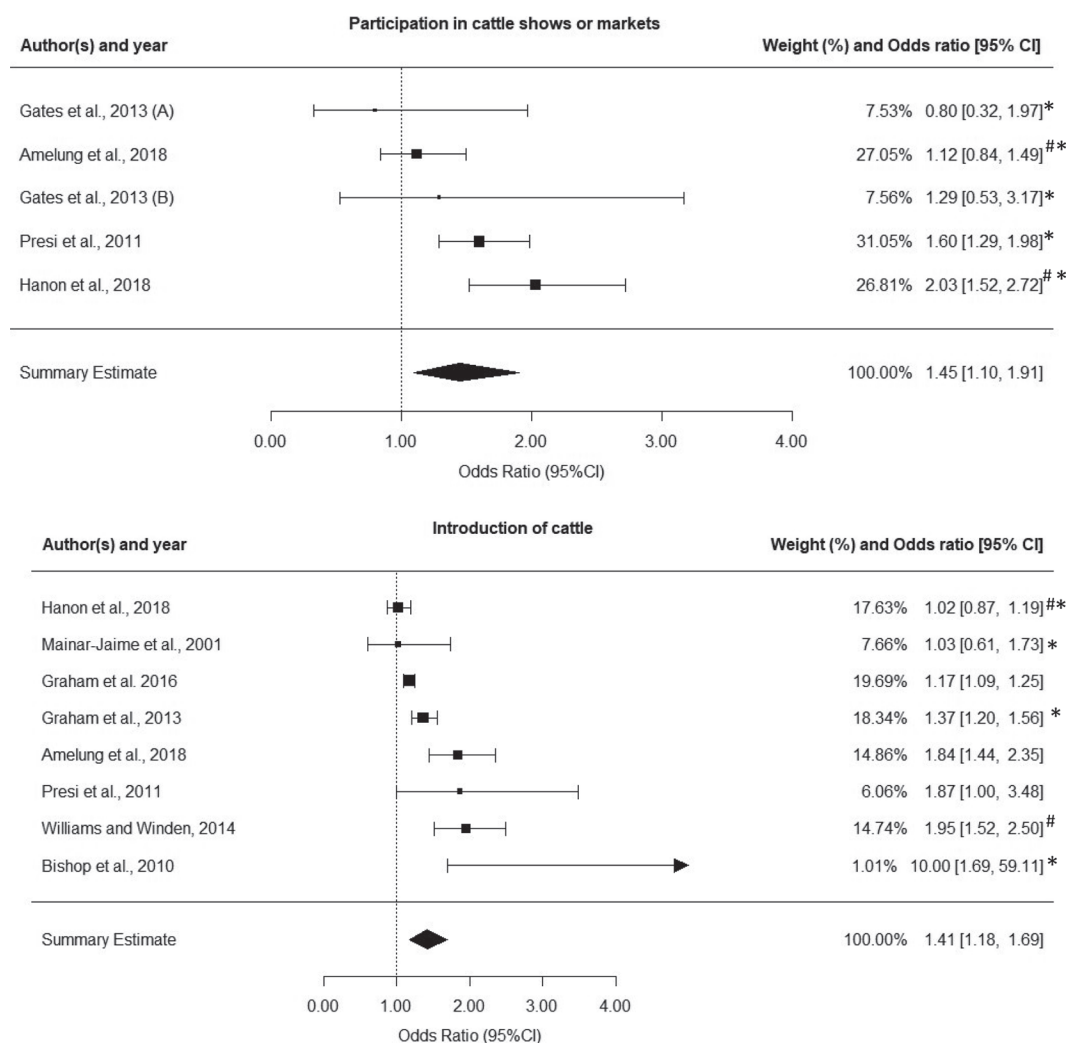 Participation in cattle shows or markets
Author(s) and year Weight (%) and Odds ratio [95% CI]
Gates et al., 2013 (A) 7.53% 0.80 [0.32, 1.97]*
Amelung et al., 2018 27.05% 1.12 [0.84, 1.49]#*
Gates et al., 2013 (B) 7.56% 1.29 [0.53, 3.17]*
Presi et al., 2011 31.05% 1.60 [1.29, 1.98]*
Hanon et al., 2018 26.81% 2.03 [1.52, 2.72]# *
Summary Estimate 100.00% 1.45 [1.10, 1.91]
0.00 1.00 2.00 3.00 4.00
Odds Ratio (95%CI)
Introduction of cattle
Author(s) and year Weight (%) and Odds ratio [95% CI]
Hanon et al., 2018 17.63% 1.02 [0.87, 1.19]#*
Mainar-Jaime et al., 2001 7.66% 1.03 [0.61, 1.73]*
Graham et al. 2016 19.69% 1.17 [1.09, 1.25]
Graham et al., 2013 18.34% 1.37 [1.20, 1.56] *
Amelung et al., 2018 14.86% 1.84 [1.44, 2.35]
Presi et al., 2011 6.06% 1.87 [1.00, 3.48]
Williams and Winden, 2014 14.74% 1.95 [1.52, 2.50]#
Bishop et al., 2010 1.01% 10.00 [1.69, 59.11]*
Summary Estimate 100.00% 1.41 [1.18, 1.69]
0.00 1.00 2.00 3.00 4.00
Odds Ratio (95%CI)